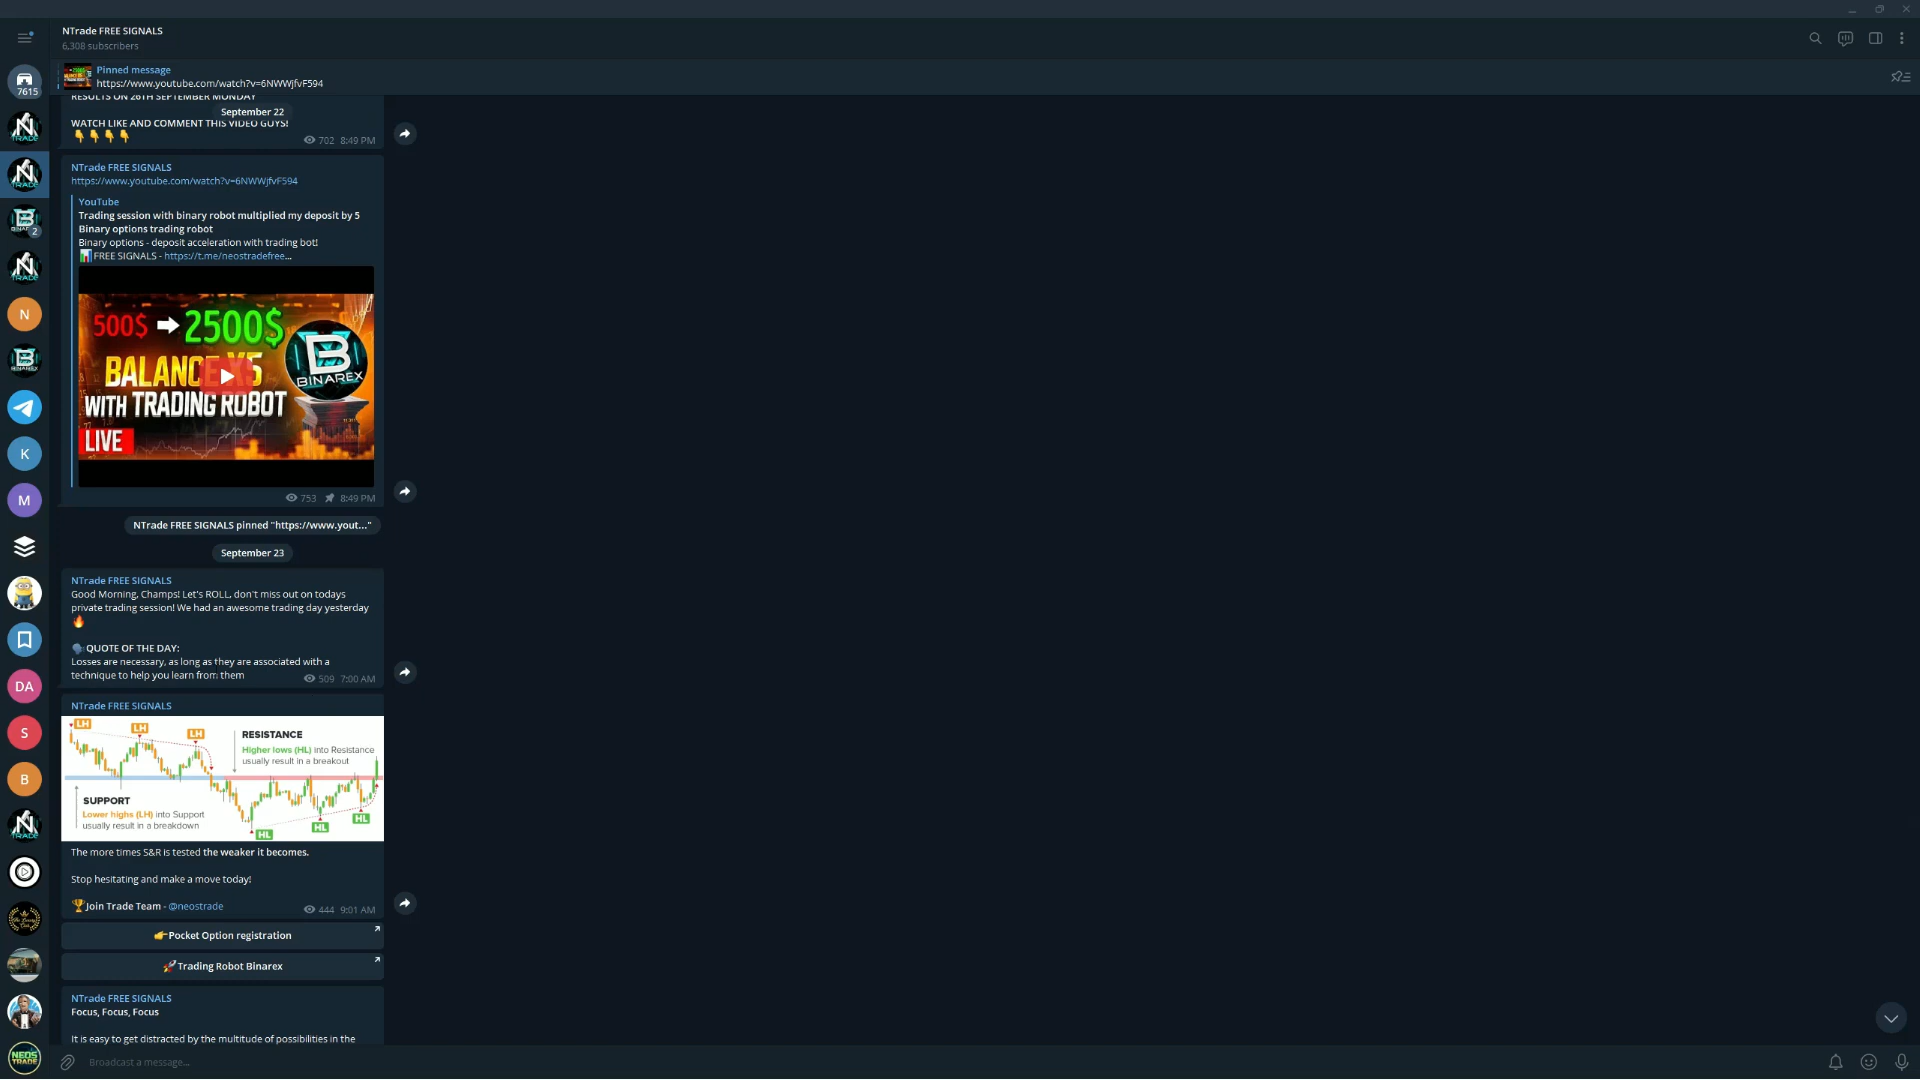 NTrade FREE SIGNALS
6,308 subscribers
Pinned message
https://www.youtube.com/watch?v=6NWWjfvF594
7615
RESULTS ON 26TH SEPTEMBER MONDAY
September 22
WATCH LIKE AND COMMENT THIS VIDEO GUYS!
👇👇👇👇
702 8:49 PM
NTrade FREE SIGNALS
https://www.youtube.com/watch?v=6NWWjfvF594
YouTube
Trading session with binary robot multiplied my deposit by 5
Binary options trading robot
Binary options - deposit acceleration with trading bot!
📊FREE SIGNALS - https://t.me/neostradefree...
500$ 2500$
BALANCE X5
WITH TRADING ROBOT
LIVE
B
BINAREX
753 8:49 PM
NTrade FREE SIGNALS pinned "https://www.yout..."
September 23
NTrade FREE SIGNALS
Good Morning, Champs! Let's ROLL, don't miss out on todays
private trading session! We had an awesome trading day yesterday
🔥
🗣QUOTE OF THE DAY:
Losses are necessary, as long as they are associated with a
technique to help you learn from them
509 7:00 AM
NTrade FREE SIGNALS
LH
LH
LH
RESISTANCE
Higher lows (HL) into Resistance
usually result in a breakout
SUPPORT
Lower highs (LH) into Support
usually result in a breakdown
HL
HL
HL
The more times S&R is tested the weaker it becomes.
Stop hesitating and make a move today!
🏆Join Trade Team - @neostrade
444 9:01 AM
👉Pocket Option registration
🚀Trading Robot Binarex
NTrade FREE SIGNALS
Focus, Focus, Focus
It is easy to get distracted by the multitude of possibilities in the
Broadcast a message...
N TRADE
N TRADE
2
N TRADE
N
B
BINAREX
K
M
DA
S
B
N TRADE
NEOS
TRADE